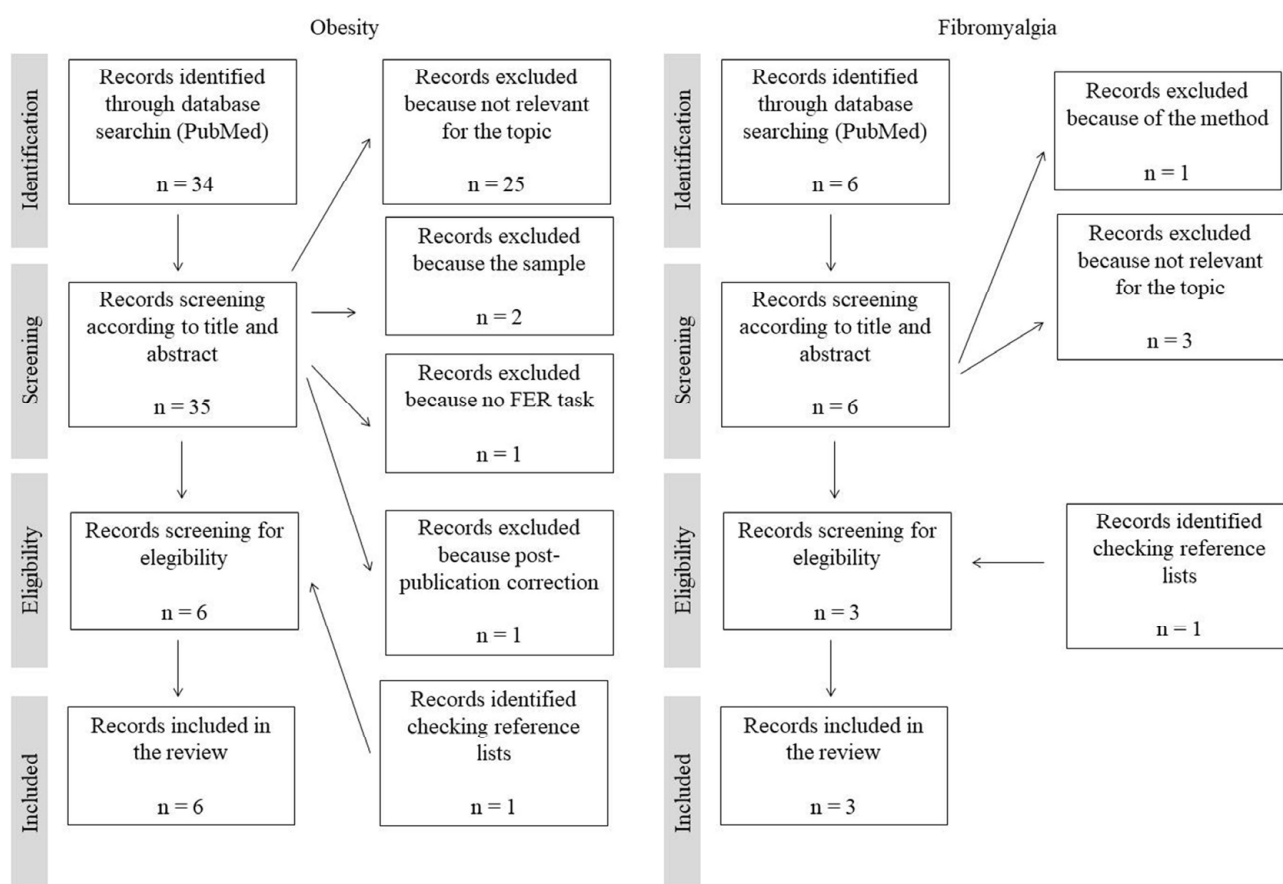 Obesity
Identification
Records identified
through database
searchin (PubMed)
n = 34
Records excluded
because not relevant
for the topic
n = 25
Records excluded
because the sample
n = 2
Screening
Records screening
according to title and
abstract
n = 35
Records excluded
because no FER task
n = 1
Eligibility
Records screening for
elegibility
n = 6
Records excluded
because post-
publication correction
n = 1
Included
Records included in
the review
n = 6
Records identified
checking reference
lists
n = 1
Fibromyalgia
Identification
Records identified
through database
searching (PubMed)
n = 6
Records excluded
because of the method
n = 1
Records excluded
because not relevant
for the topic
n = 3
Screening
Records screening
according to title and
abstract
n = 6
Eligibility
Records screening for
elegibility
n = 3
Records identified
checking reference
lists
n = 1
Included
Records included in
the review
n = 3